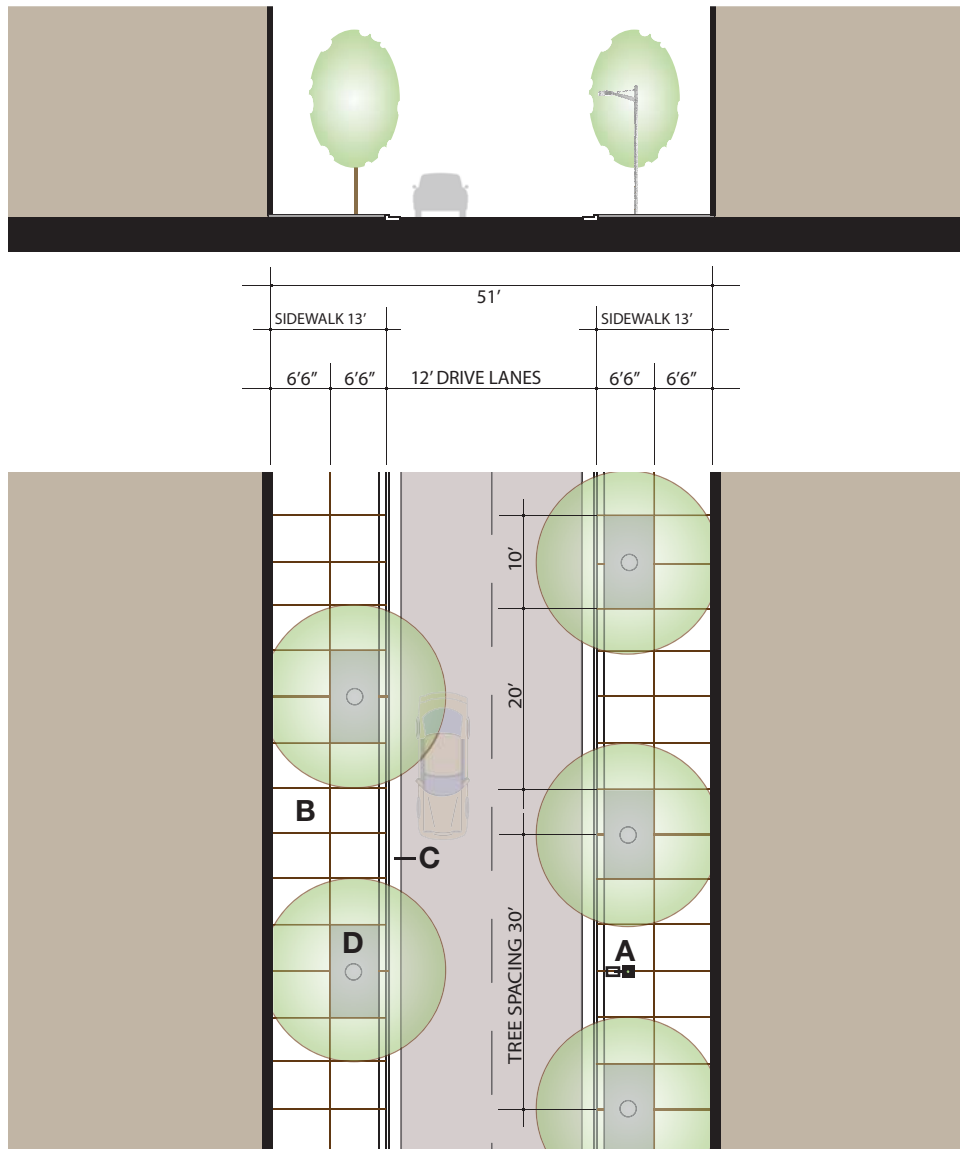 51’
SIDEWALK 13’
SIDEWALK 13’
6’6”
6’6”
12’ DRIVE LANES
6’6”
6’6”
10’
20’
B
C
TREE SPACING 30’
D
A